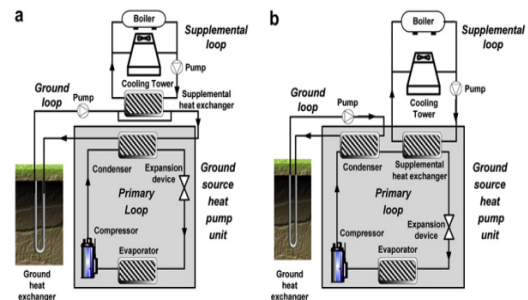 a
Boiler
Supplemental
loop
Pump
Cooling Tower
Ground
loop
Pump
Supplemental
heat exchanger
Condenser
Expansion
device
Primary
Loop
Ground
source
heat
pump
unit
Compressor
Evaporator
Ground
heat
exchanger
b
Boiler
Supplemental
loop
Pump
Cooling
Tower
Ground
loop
Pump
Condenser
Supplemental
heat exchanger
Primary
loop
Expansion
device
Ground
source
heat
pump
unit
Compressor
Evaporator
Ground
heat
exchanger